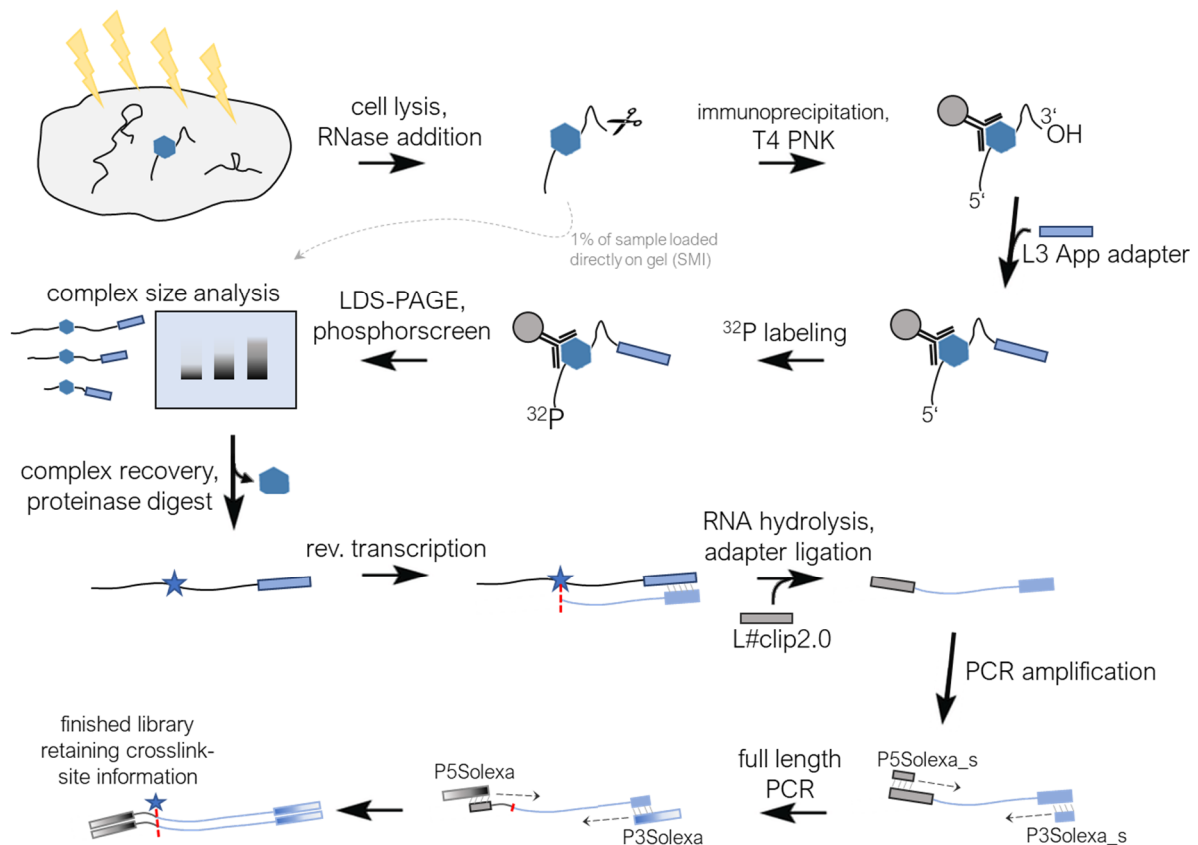 cell lysis,
RNase addition
immunoprecipitation,
T4 PNK
3‘
OH
5‘
L3 App adapter
1% of sample loaded
directly on gel (SMI)
complex size analysis
LDS-PAGE,
phosphorscreen
³²P labeling
³²P
5‘
complex recovery,
proteinase digest
rev. transcription
RNA hydrolysis,
adapter ligation
L#clip2.0
PCR amplification
P5Solexa_s
P3Solexa_s
full length
PCR
P5Solexa
P3Solexa
finished library
retaining crosslink-
site information